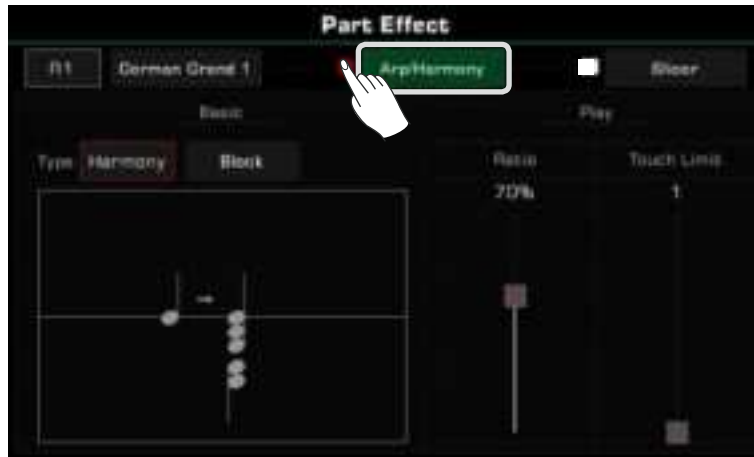 Part Effect
R1 German Grand 1 Arp/Harmony Slicer
Basic Play
Type Harmony Block Ratio Touch Limit
70% 1